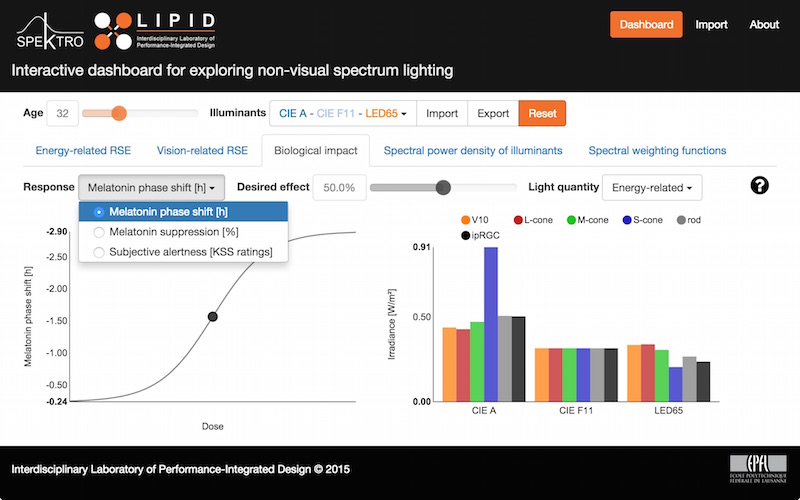 SPEKTRO
LIPID
Interdisciplinary Laboratory of
Performance-Integrated Design
Dashboard Import About
Interactive dashboard for exploring non-visual spectrum lighting
Age 32 Illuminants CIE A - CIE F11 - LED65 Import Export Reset
Energy-related RSE Vision-related RSE Biological impact Spectral power density of illuminants Spectral weighting functions
Response Melatonin phase shift [h] Desired effect 50.0% Light quantity Energy-related ?
Melatonin phase shift [h]
Melatonin suppression [%]
Subjective alertness [KSS ratings]
-2.90
-2.50
-2.00
-1.50
-1.00
-0.50
-0.24
Melatonin phase shift [h]
Dose
V10 L-cone M-cone S-cone rod
ipRGC
0.91
0.50
0.00
Irradiance [W/m²]
CIE A CIE F11 LED65
Interdisciplinary Laboratory of Performance-Integrated Design © 2015
EPFL
ÉCOLE POLYTECHNIQUE
FÉDÉRALE DE LAUSANNE